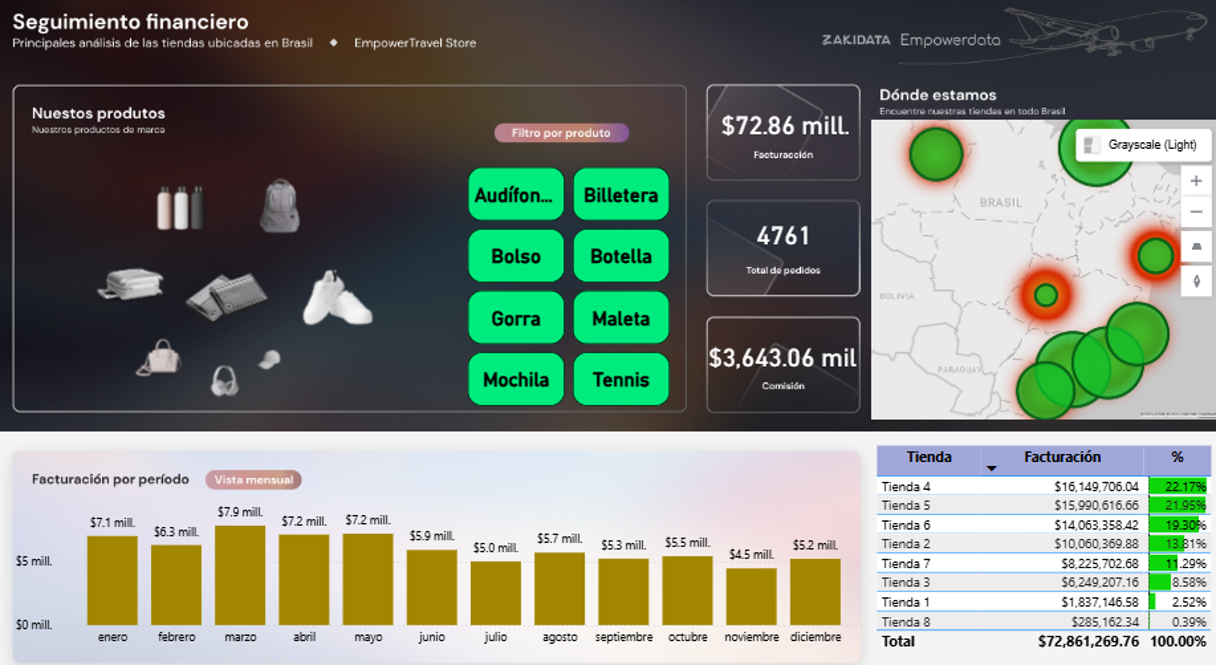 Seguimiento financiero
Principales análisis de las tiendas ubicadas en Brasil ◆ EmpowerTravel Store
ZAKIDATA Empowerdata
Nuestos produtos
Nuestros productos de marca
Filtro por produto
Audífon...
Billetera
Bolso
Botella
Gorra
Maleta
Mochila
Tennis
$72.86 mill.
Facturacción
4761
Total de pedidos
$3,643.06 mil
Comisión
Dónde estamos
Encuentre nuestras tiendas en todo Brasil
Grayscale (Light)
+
−
BRASIL
BOLIVIA
PARAGUAY
Facturación por período
Vista mensual
$7.1 mill.
$6.3 mill.
$7.9 mill.
$7.2 mill.
$7.2 mill.
$5.9 mill.
$5.0 mill.
$5.7 mill.
$5.3 mill.
$5.5 mill.
$4.5 mill.
$5.2 mill.
$5 mill.
$0 mill.
enero febrero marzo abril mayo junio julio agosto septiembre octubre noviembre diciembre
Tienda Facturación %
Tienda 4 $16,149,706.04 22.17%
Tienda 5 $15,990,616.66 21.95%
Tienda 6 $14,063,358.42 19.30%
Tienda 2 $10,060,369.88 13.81%
Tienda 7 $8,225,702.68 11.29%
Tienda 3 $6,249,207.16 8.58%
Tienda 1 $1,837,146.58 2.52%
Tienda 8 $285,162.34 0.39%
Total $72,861,269.76 100.00%